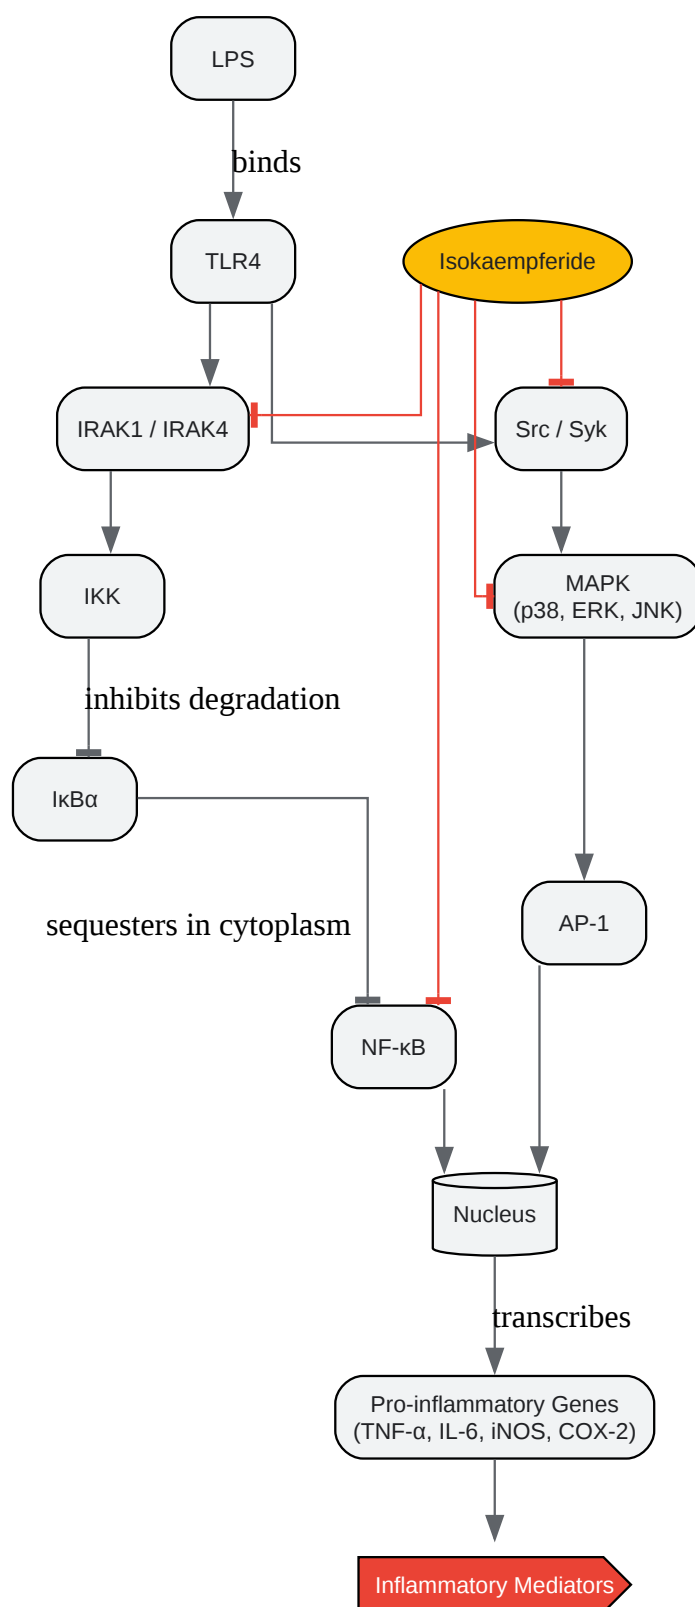 LPS
binds
TLR4
Isokaempferide
IRAK1 / IRAK4
Src / Syk
IKK
MAPK
(p38, ERK, JNK)
inhibits degradation
IκBα
sequesters in cytoplasm
AP-1
NF-κB
Nucleus
transcribes
Pro-inflammatory Genes
(TNF-α, IL-6, iNOS, COX-2)
Inflammatory Mediators